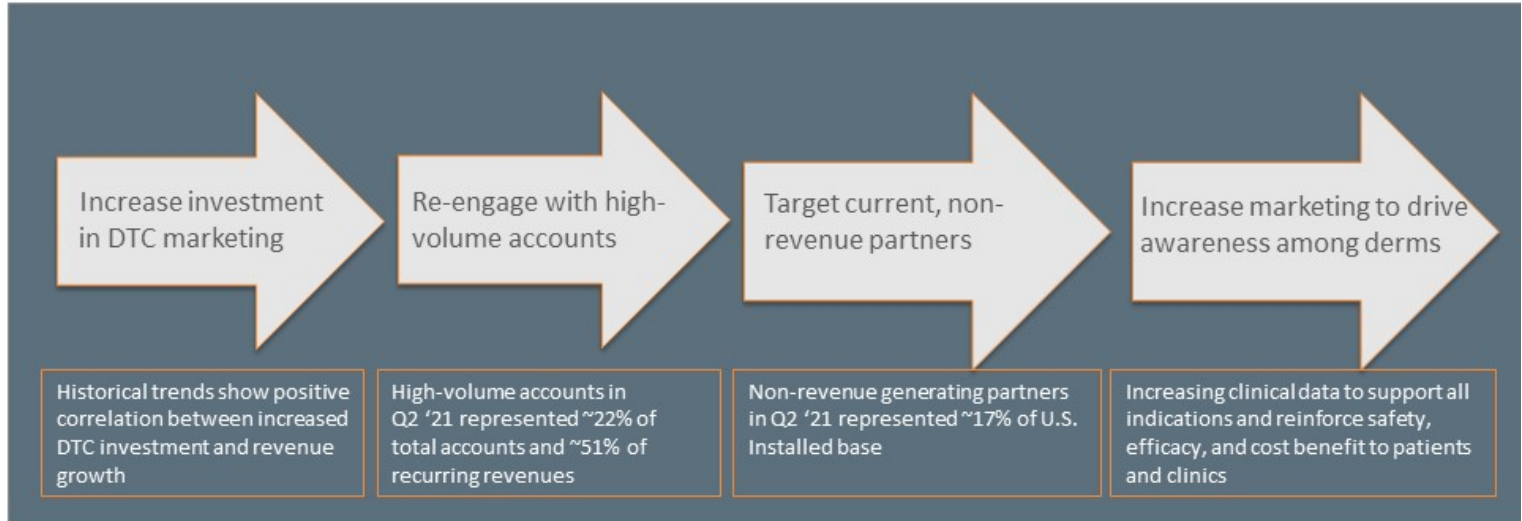 Increase investment
in DTC marketing
Re-engage with high-
volume accounts
Target current, non-
revenue partners
Increase marketing to drive
awareness among derms
Historical trends show positive
correlation between increased
DTC investment and revenue
growth
High-volume accounts in
Q2 ‘21 represented ~22% of
total accounts and ~51% of
recurring revenues
Non-revenue generating partners
in Q2 ‘21 represented ~17% of U.S.
Installed base
Increasing clinical data to support all
indications and reinforce safety,
efficacy, and cost benefit to patients
and clinics